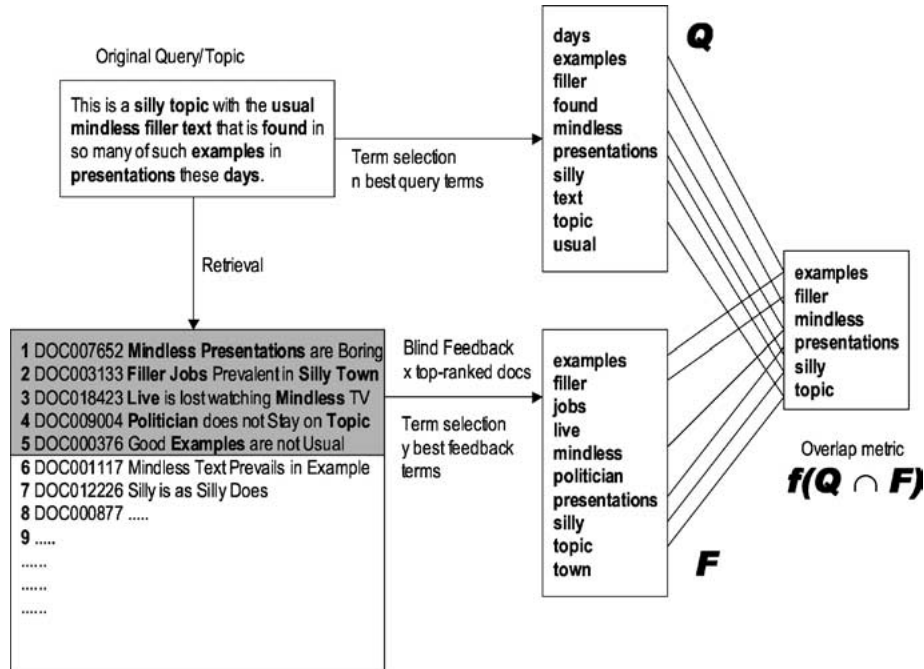 Original Query/Topic
This is a silly topic with the usual
mindless filler text that is found in
so many of such examples in
presentations these days.
Term selection
n best query terms
Q
days
examples
filler
found
mindless
presentations
silly
text
topic
usual
Retrieval
1 DOC007652 Mindless Presentations are Boring
2 DOC003133 Filler Jobs Prevalent in Silly Town
3 DOC018423 Live is lost watching Mindless TV
4 DOC009004 Politician does not Stay on Topic
5 DOC000376 Good Examples are not Usual
6 DOC001117 Mindless Text Prevails in Example
7 DOC012226 Silly is as Silly Does
8 DOC000877 .....
9 .....
......
......
......
Blind Feedback
x top-ranked docs
Term selection
y best feedback
terms
examples
filler
jobs
live
mindless
politician
presentations
silly
topic
town
F
examples
filler
mindless
presentations
silly
topic
Overlap metric
f(Q ∩ F)